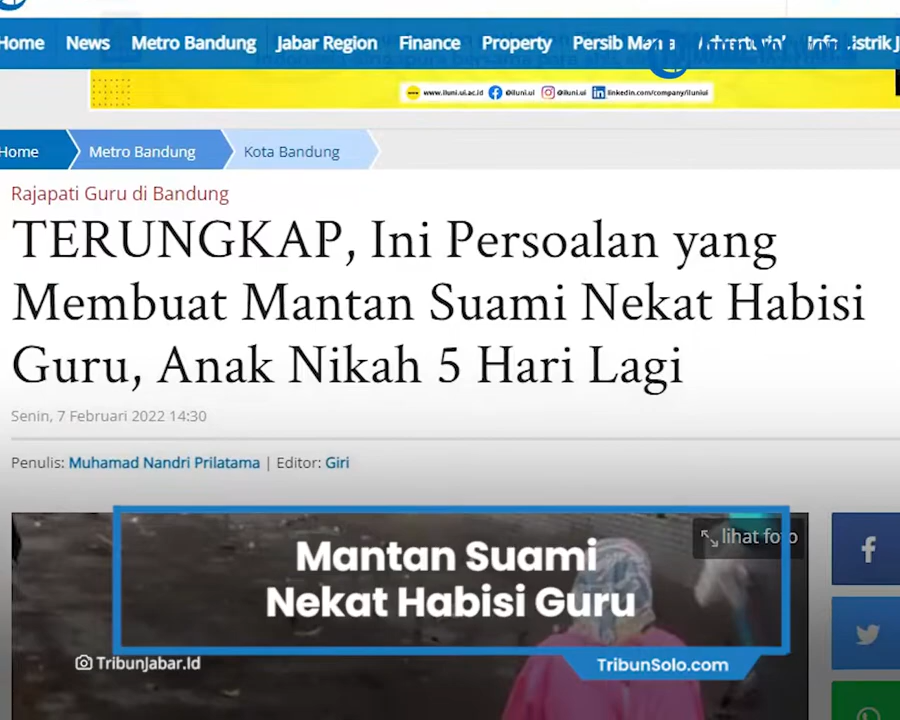 Home News Metro Bandung Jabar Region Finance Property Persib Mania
www.iluni.ui.ac.id @iluni.ui @iluni.ui linkedin.com/company/iluniui
Home Metro Bandung Kota Bandung
Rajapati Guru di Bandung
TERUNGKAP, Ini Persoalan yang
Membuat Mantan Suami Nekat Habisi
Guru, Anak Nikah 5 Hari Lagi
Senin, 7 Februari 2022 14:30
Penulis: Muhamad Nandri Prilatama | Editor: Giri
lihat foto
Mantan Suami
Nekat Habisi Guru
TribunJabar.Id
TribunSolo.com